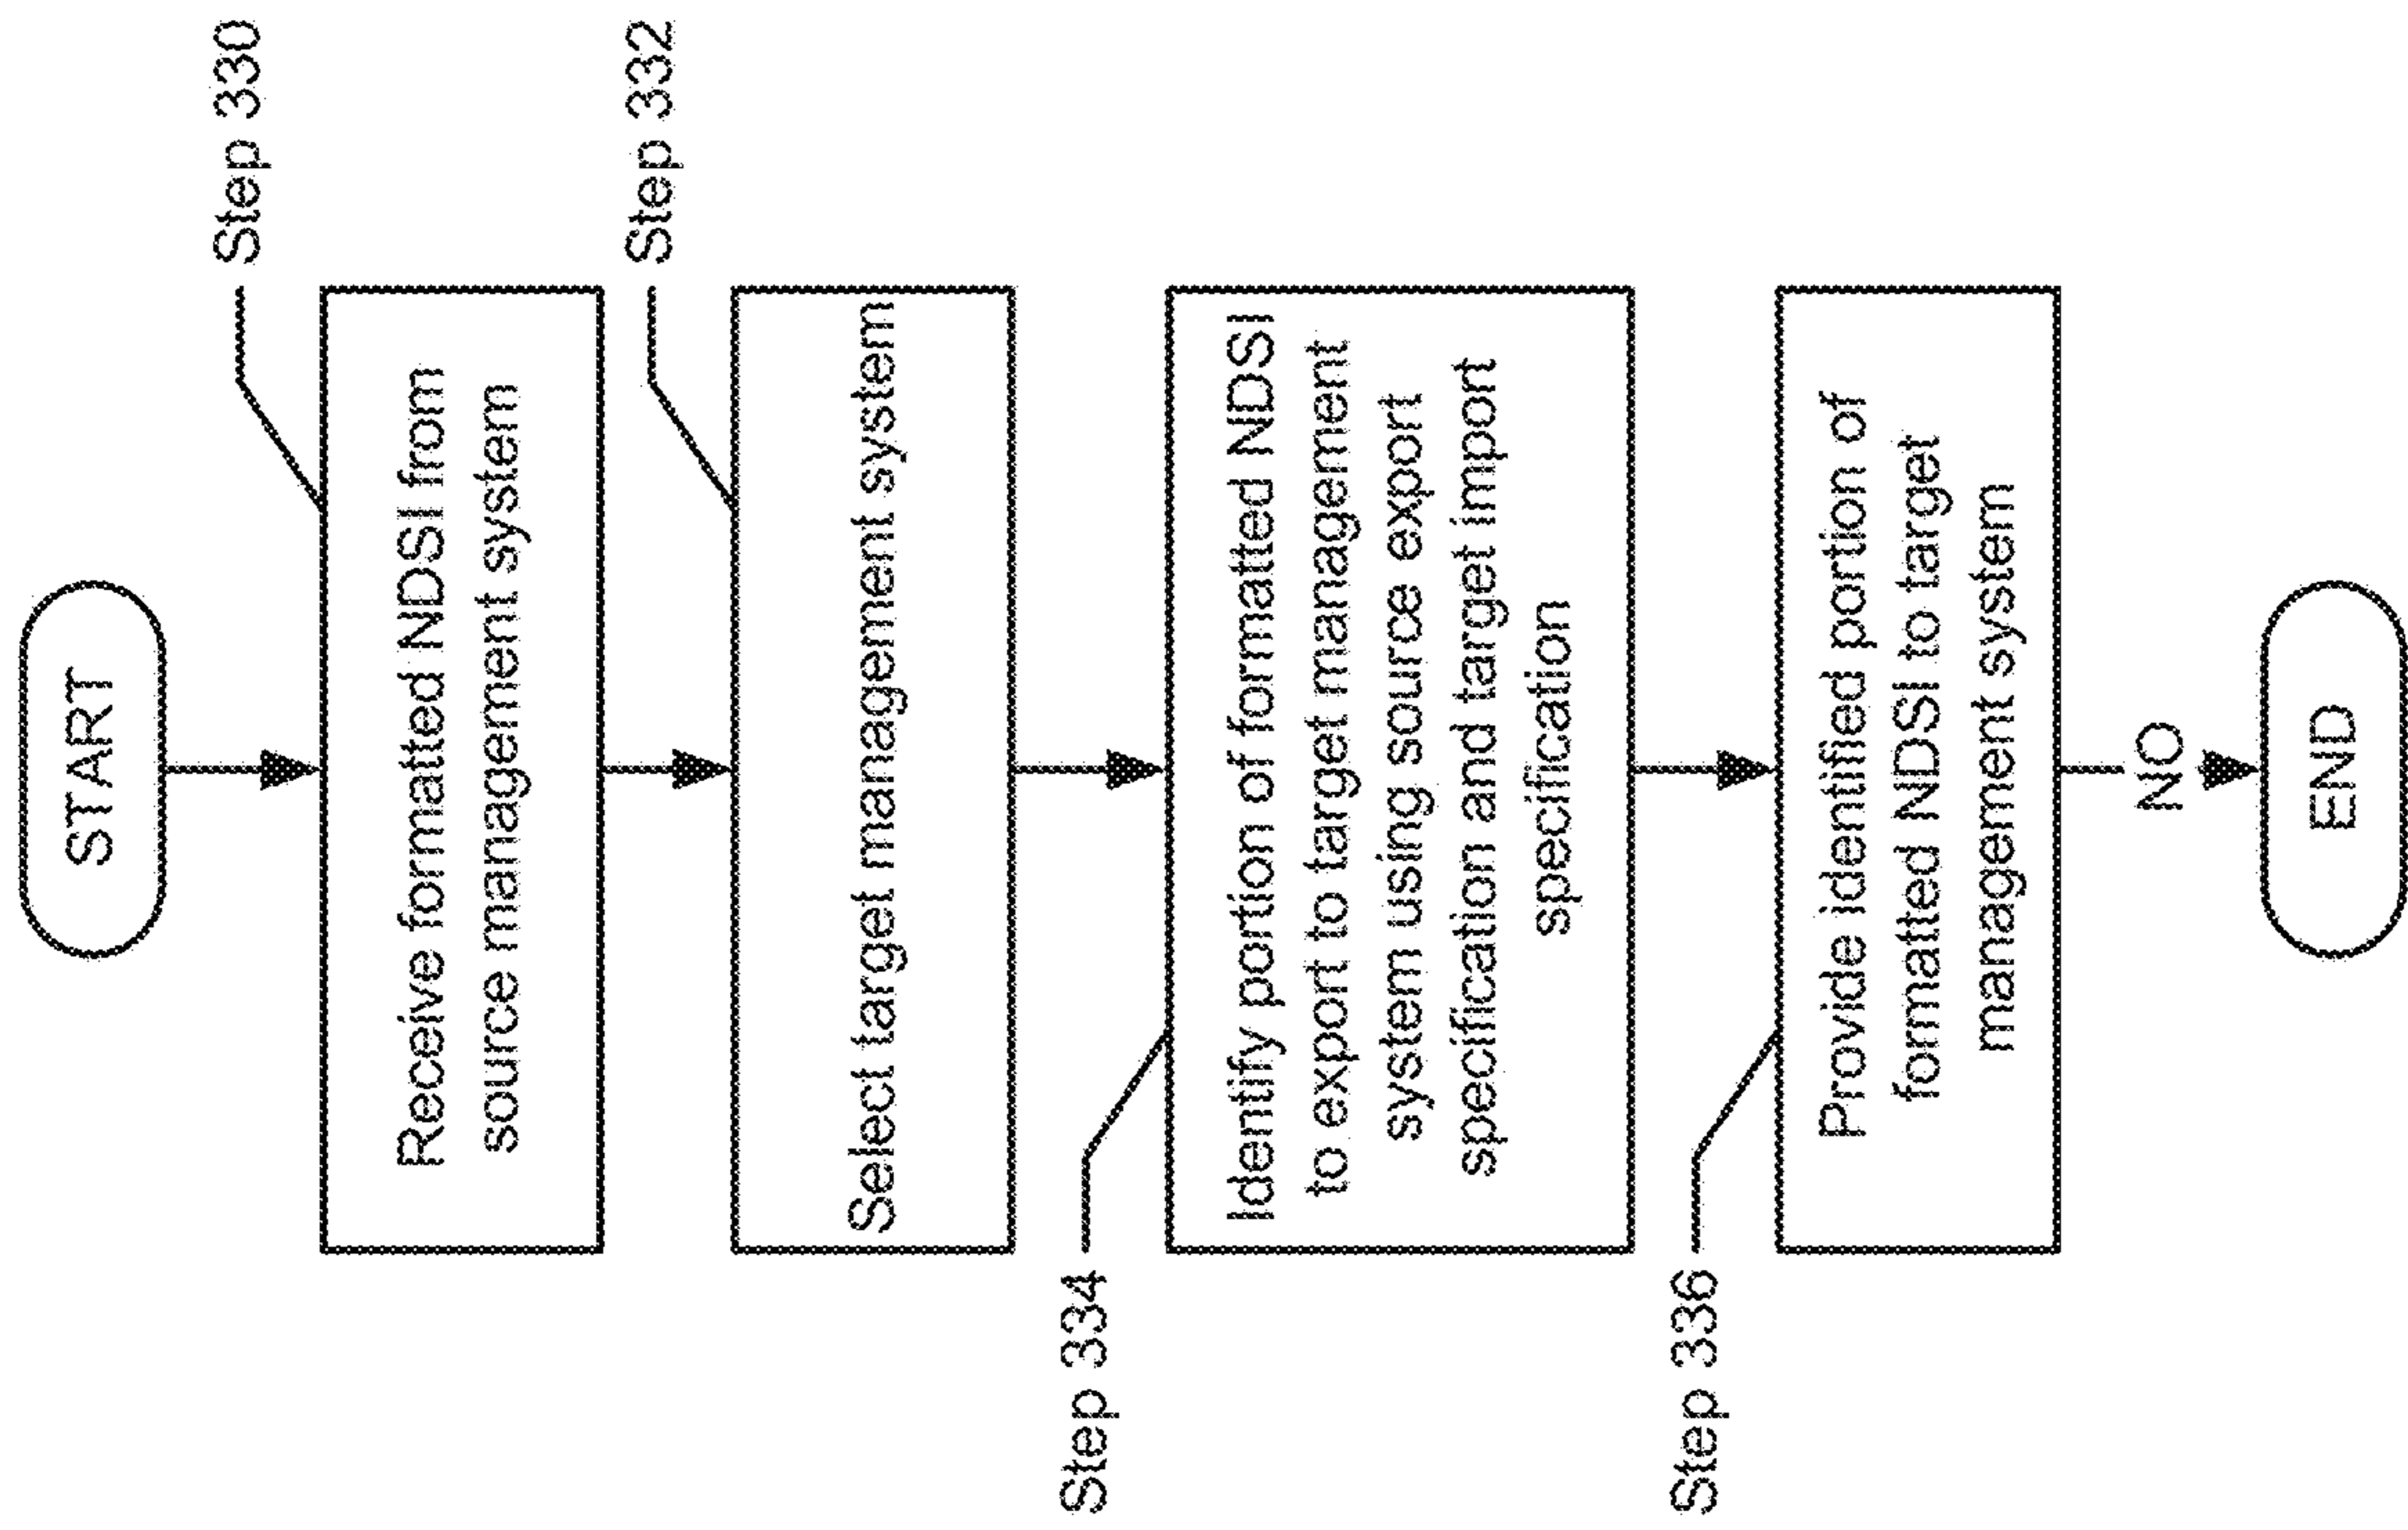 START
Step 330
Receive formatted NDSI from
source management system
Step 332
Select target management system
Step 334
Identify portion of formatted NDSI
to export to target management
system using source export
specification and target import
specification
Step 336
Provide identified portion of
formatted NDSI to target
management system
NO
END